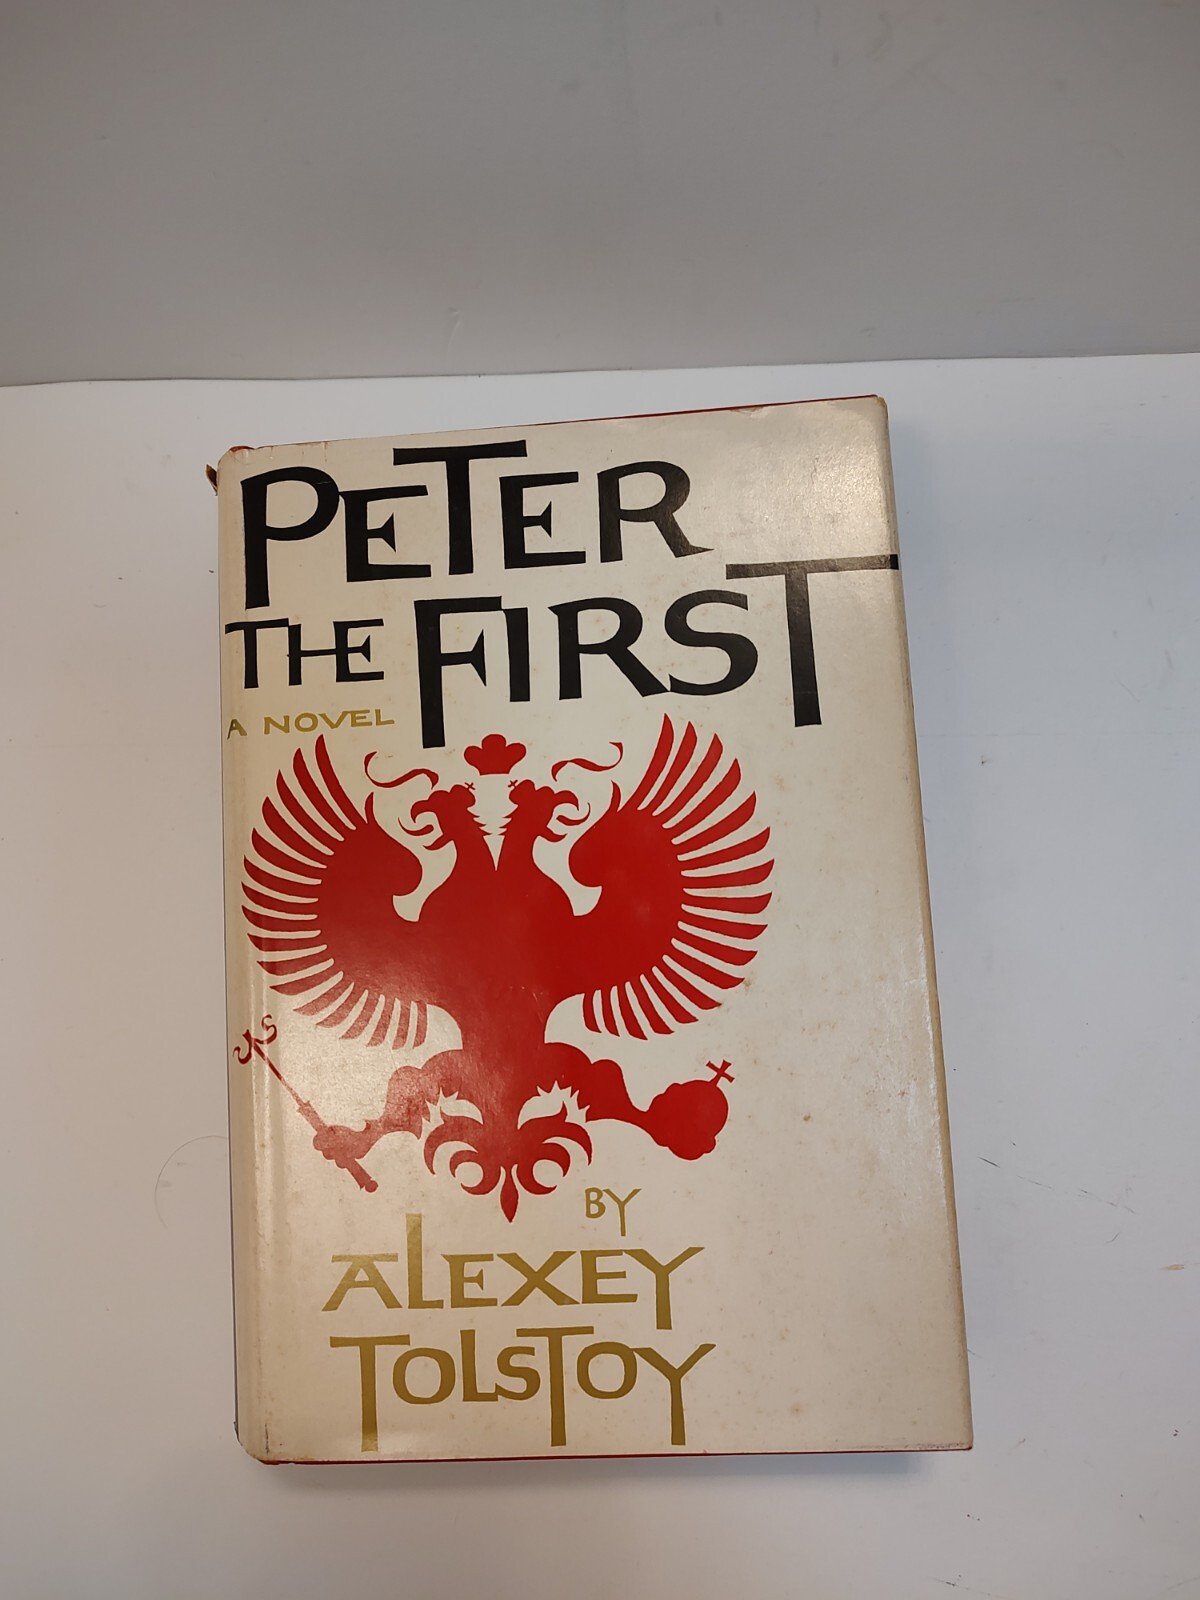 PETER
THE FIRST
A NOVEL
BY
ALEXEY
TOLSTOY